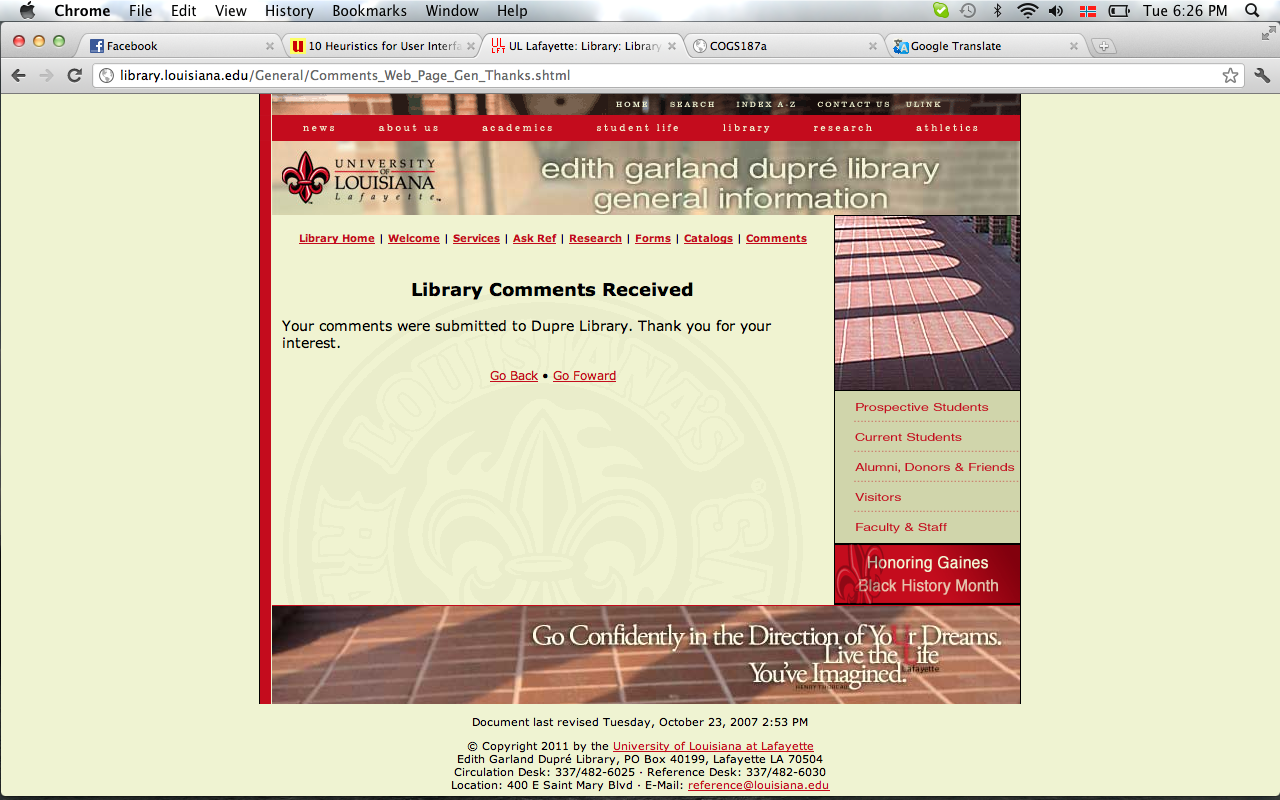 Chrome File Edit View History Bookmarks Window Help Tue 6:26 PM
Facebook 10 Heuristics for User Interfa UL Lafayette: Library: Library COGS187a Google Translate
library.louisiana.edu/General/Comments_Web_Page_Gen_Thanks.shtml
HOME SEARCH INDEX A-Z CONTACT US ULINK
news about us academics student life library research athletics
UNIVERSITY
OF
LOUISIANA
Lafayette
edith garland dupré library
general information
Library Home | Welcome | Services | Ask Ref | Research | Forms | Catalogs | Comments
Library Comments Received
Your comments were submitted to Dupre Library. Thank you for your
interest.
Go Back • Go Foward
LOUISIANA'S
Prospective Students
Current Students
Alumni, Donors & Friends
Visitors
Faculty & Staff
Honoring Gaines
Black History Month
Go Confidently in the Direction of YoUr Dreams.
Live the Life
Lafayette
You've Imagined.
HENRY THOREAU
Document last revised Tuesday, October 23, 2007 2:53 PM
© Copyright 2011 by the University of Louisiana at Lafayette
Edith Garland Dupré Library, PO Box 40199, Lafayette LA 70504
Circulation Desk: 337/482-6025 · Reference Desk: 337/482-6030
Location: 400 E Saint Mary Blvd · E-Mail: reference@louisiana.edu